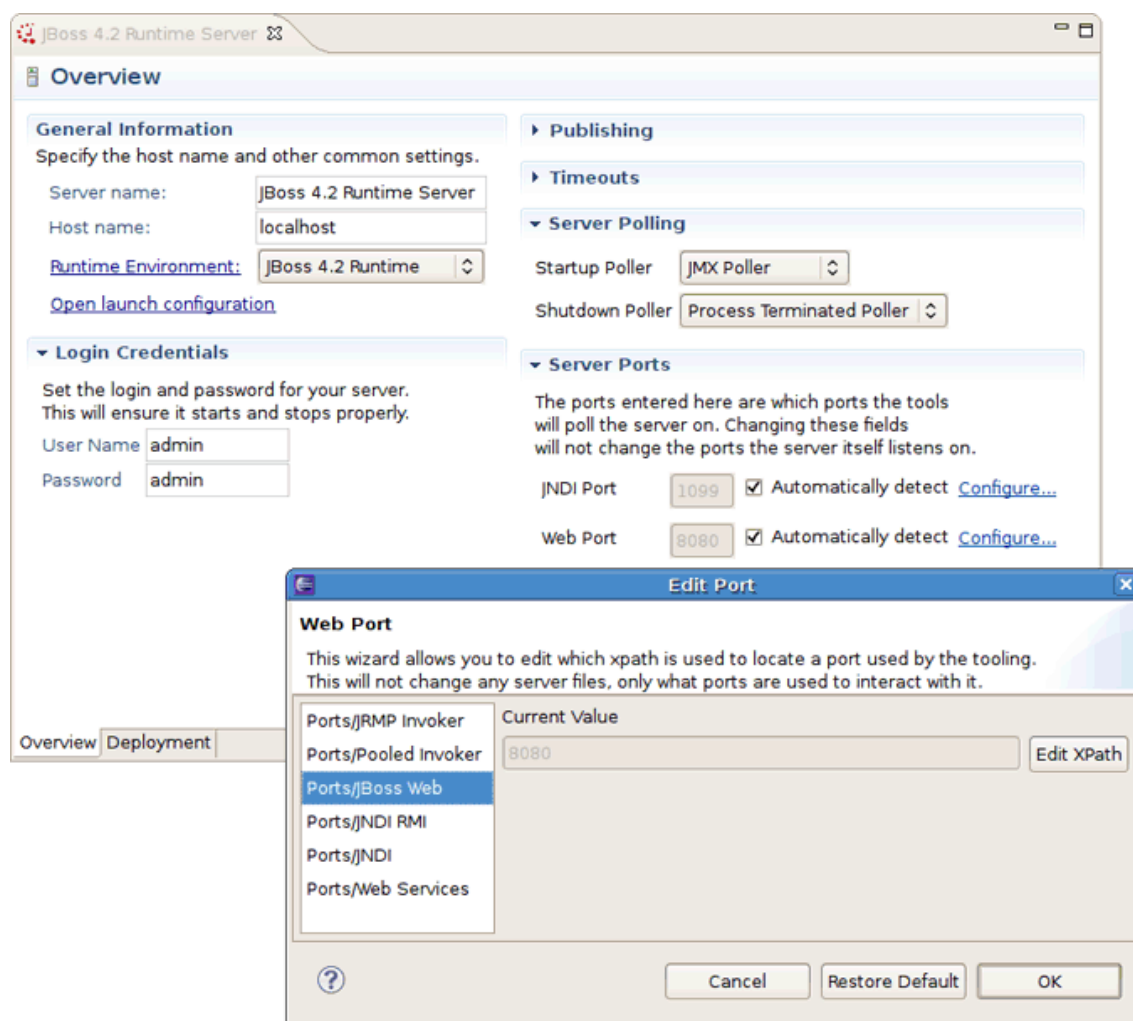 JBoss 4.2 Runtime Server
Overview
General Information
Specify the host name and other common settings.
Server name: JBoss 4.2 Runtime Server
Host name: localhost
Runtime Environment: JBoss 4.2 Runtime
Open launch configuration
Login Credentials
Set the login and password for your server.
This will ensure it starts and stops properly.
User Name admin
Password admin
Publishing
Timeouts
Server Polling
Startup Poller JMX Poller
Shutdown Poller Process Terminated Poller
Server Ports
The ports entered here are which ports the tools
will poll the server on. Changing these fields
will not change the ports the server itself listens on.
JNDI Port 1099 Automatically detect Configure...
Web Port 8080 Automatically detect Configure...
Overview Deployment
Edit Port
Web Port
This wizard allows you to edit which xpath is used to locate a port used by the tooling.
This will not change any server files, only what ports are used to interact with it.
Ports/JRMP Invoker
Ports/Pooled Invoker
Ports/JBoss Web
Ports/JNDI RMI
Ports/JNDI
Ports/Web Services
Current Value
8080 Edit XPath
? Cancel Restore Default OK